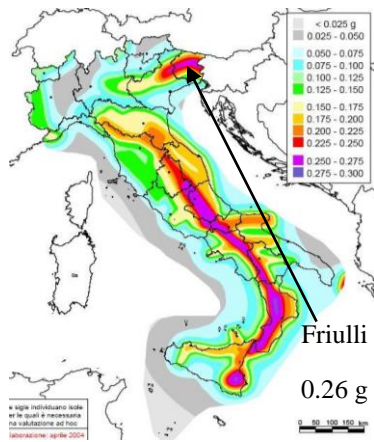 < 0.025 g
0.025 - 0.050
0.050 - 0.075
0.075 - 0.100
0.100 - 0.125
0.125 - 0.150
0.150 - 0.175
0.175 - 0.200
0.200 - 0.225
0.225 - 0.250
0.250 - 0.275
0.275 - 0.300
Friulli
0.26 g
e sigle individuano isole
er le quali è necessaria
na valutazione ad hoc
laborazione: aprile 2004
0 50 100 150
km